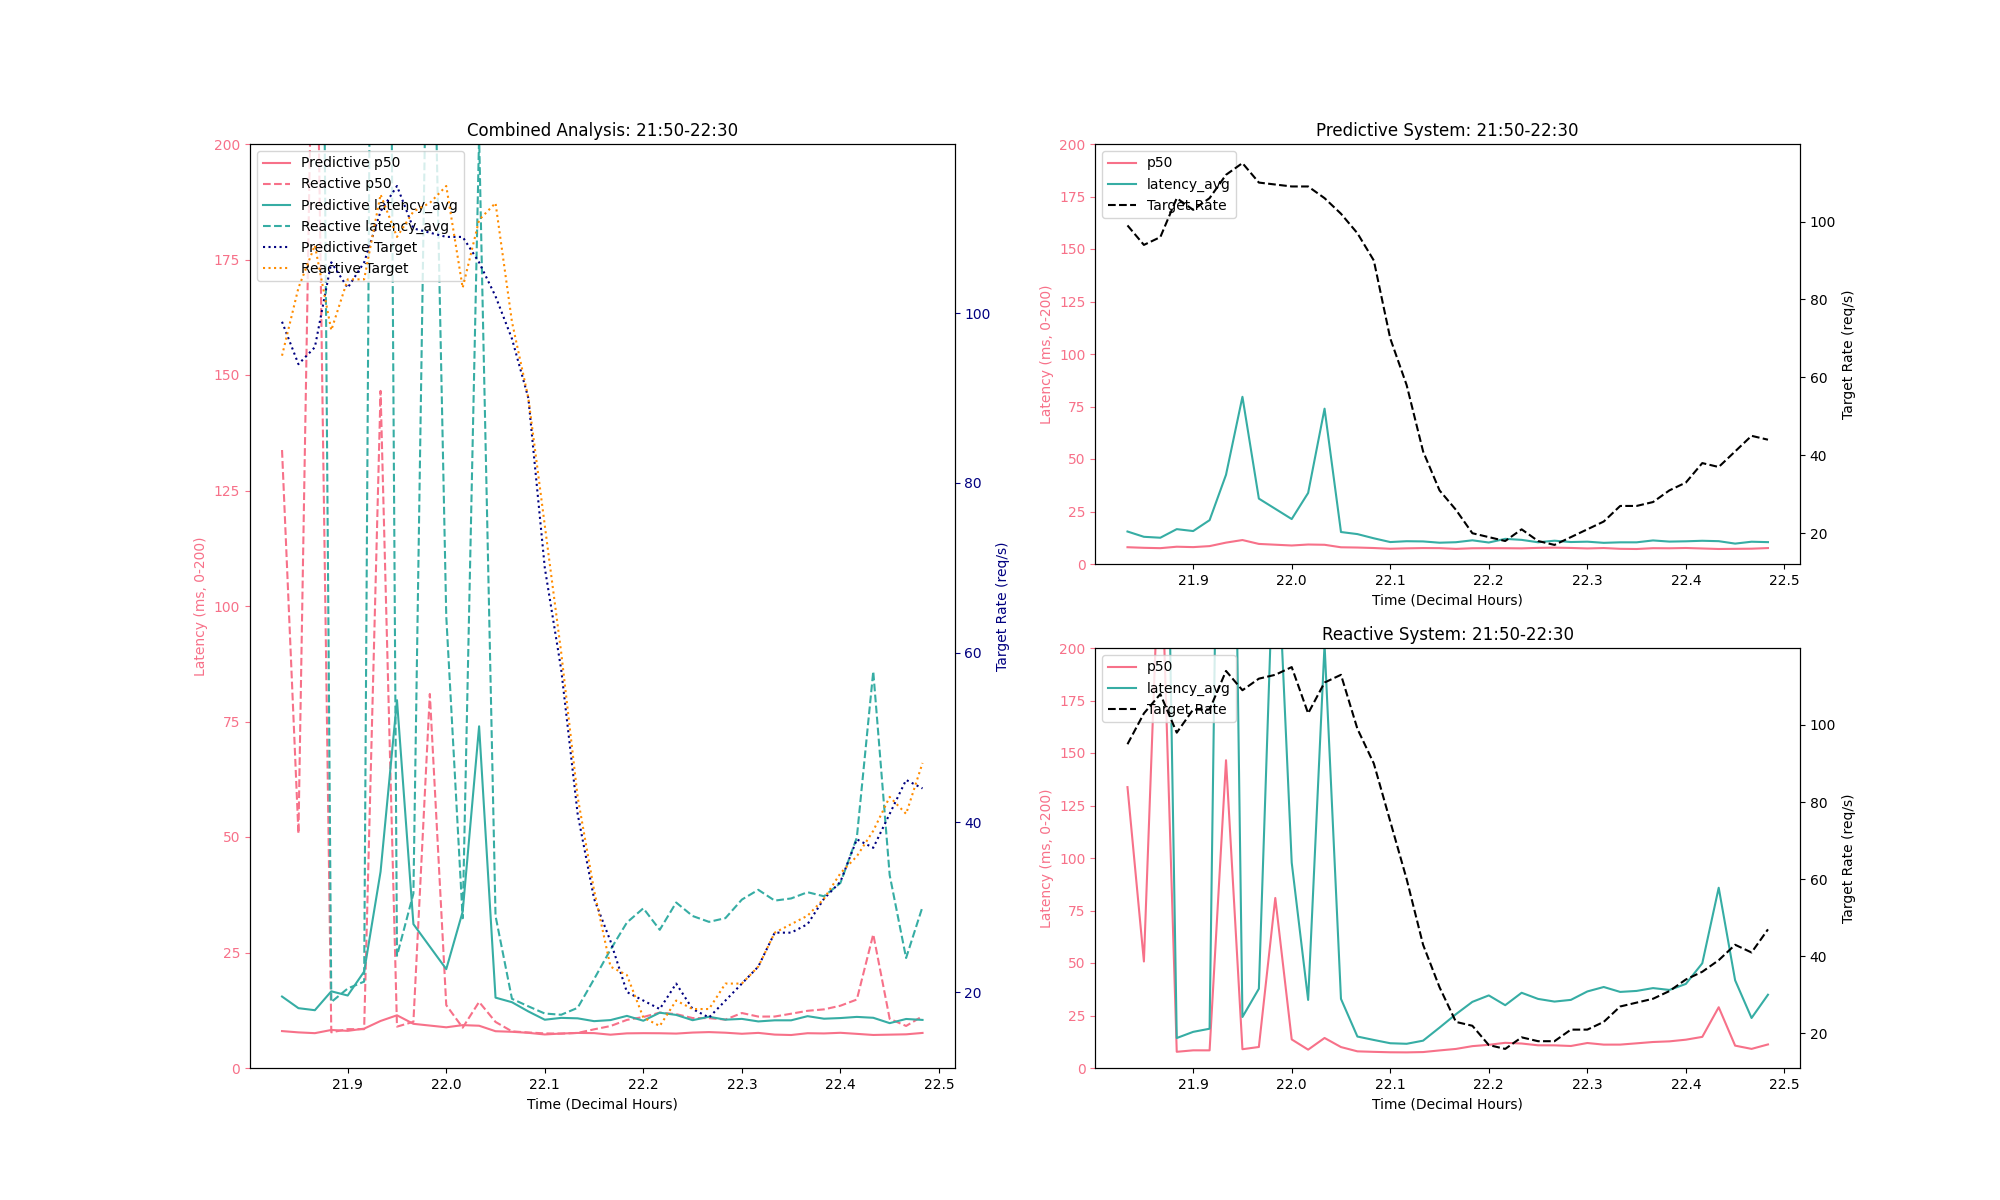 Combined Analysis: 21:50-22:30
Predictive p50
Reactive p50
Predictive latency_avg
Reactive latency_avg
Predictive Target
Reactive Target
Latency (ms, 0-200)
200
175
150
125
100
75
50
25
0
21.9 22.0 22.1 22.2 22.3 22.4 22.5
Time (Decimal Hours)
100
80
60
40
20
Target Rate (req/s)
Predictive System: 21:50-22:30
p50
latency_avg
Target Rate
Latency (ms, 0-200)
200
175
150
125
100
75
50
25
0
21.9 22.0 22.1 22.2 22.3 22.4 22.5
Time (Decimal Hours)
100
80
60
40
20
Target Rate (req/s)
Reactive System: 21:50-22:30
p50
latency_avg
Target Rate
Latency (ms, 0-200)
200
175
150
125
100
75
50
25
0
21.9 22.0 22.1 22.2 22.3 22.4 22.5
Time (Decimal Hours)
100
80
60
40
20
Target Rate (req/s)